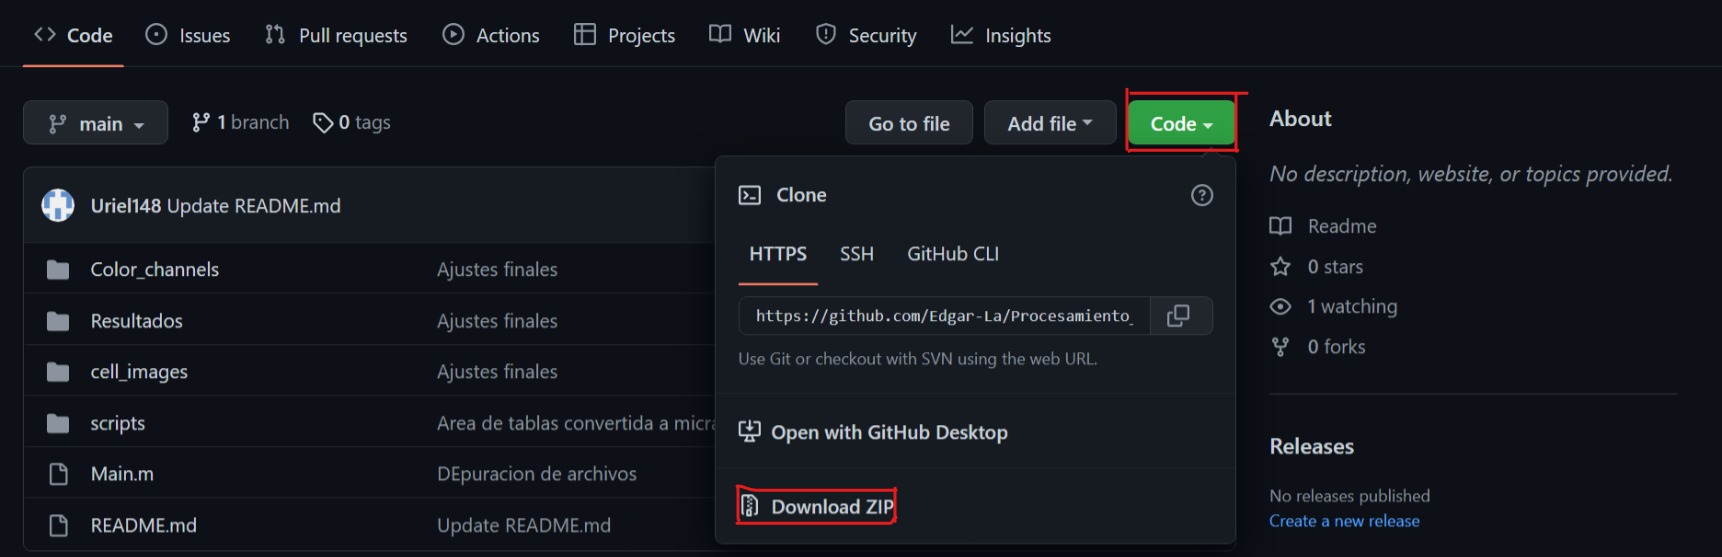 Code Issues Pull requests Actions Projects Wiki Security Insights
main 1 branch 0 tags Go to file Add file Code
Uriel148 Update README.md
Color_channels Ajustes finales
Resultados Ajustes finales
cell_images Ajustes finales
scripts Area de tablas convertida a micr
Main.m DEpuracion de archivos
README.md Update README.md
Clone
HTTPS SSH GitHub CLI
https://github.com/Edgar-La/Procesamiento_
Use Git or checkout with SVN using the web URL.
Open with GitHub Desktop
Download ZIP
About
No description, website, or topics provided.
Readme
0 stars
1 watching
0 forks
Releases
No releases published
Create a new release